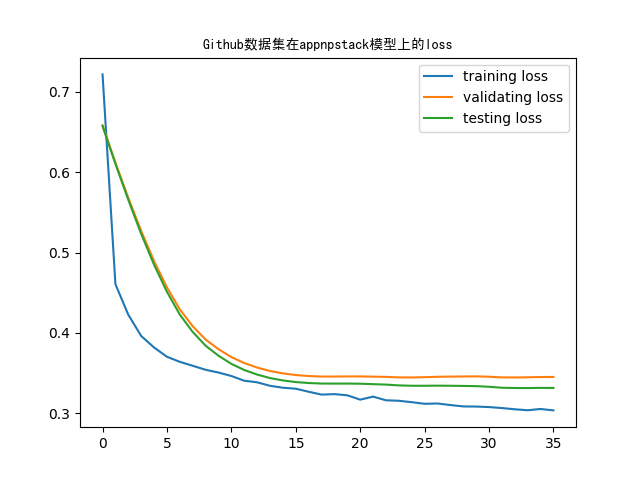 Github数据集在appnpstack模型上的loss
training loss
validating loss
testing loss
0.7
0.6
0.5
0.4
0.3
0 5 10 15 20 25 30 35